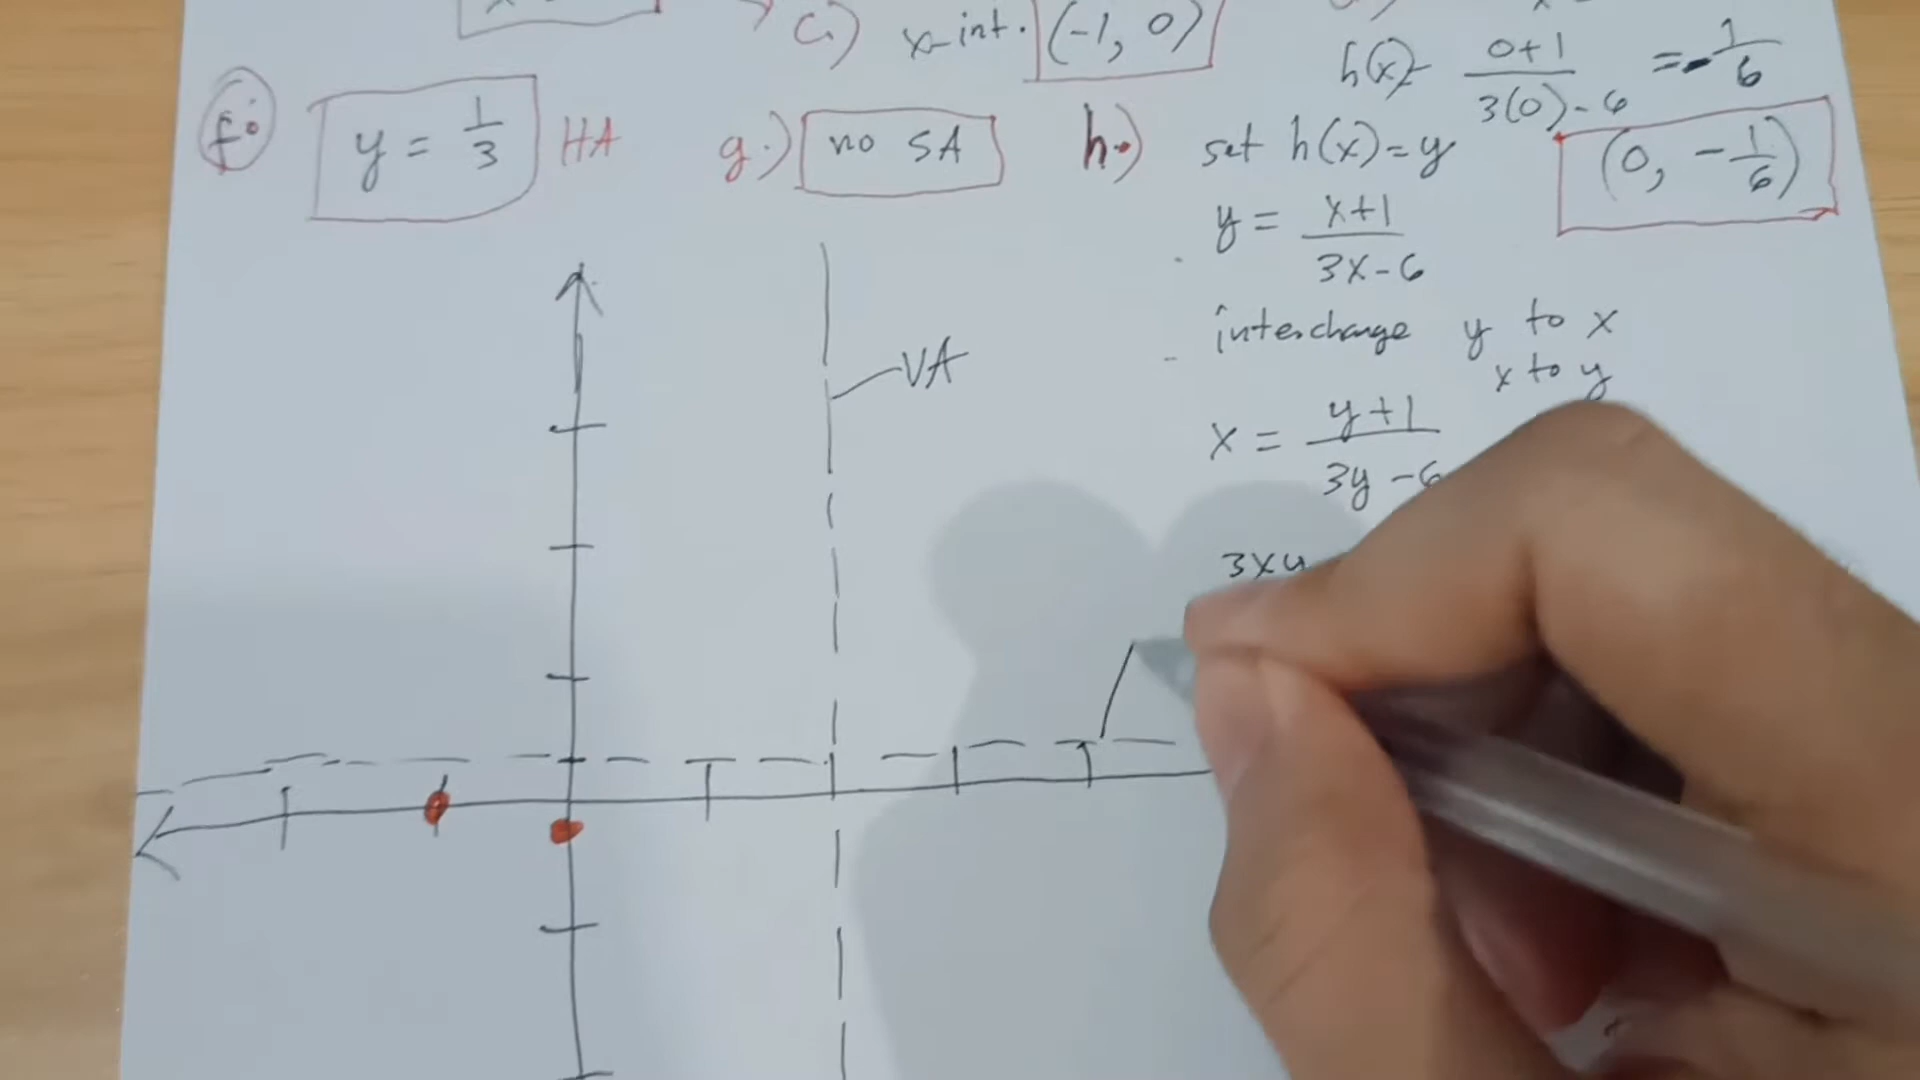 c.) x-int. (-1, 0)
h(x)= 0+1 / 3(0)-6 = -1/6
(0, -1/6)
f. y = 1/3 HA
g.) no SA
h.) set h(x)=y
y = x+1 / 3x-6
interchange y to x
x to y
x = y+1 / 3y-6
3xy
VA